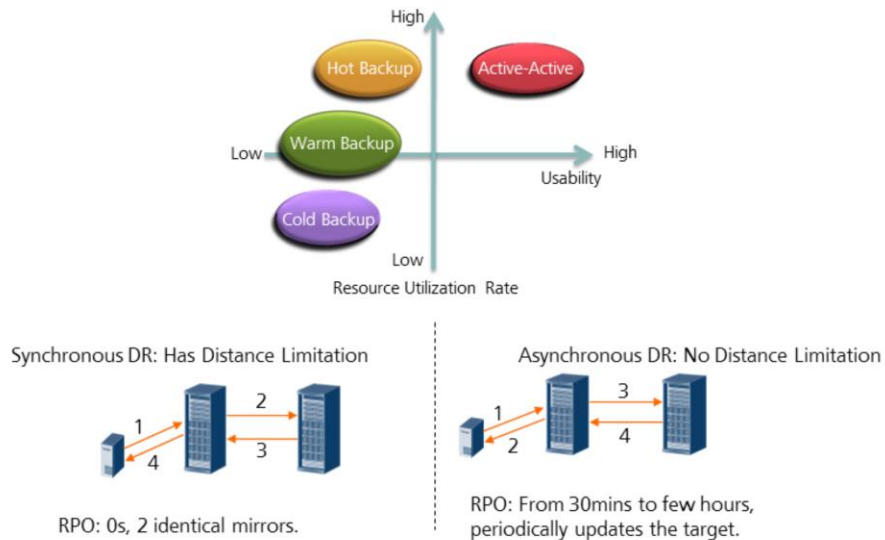 High
Hot Backup
Active-Active
Warm Backup
Low
High
Usability
Cold Backup
Low
Resource Utilization Rate
Synchronous DR: Has Distance Limitation
1
2
3
4
RPO: 0s, 2 identical mirrors.
Asynchronous DR: No Distance Limitation
1
3
2
4
RPO: From 30mins to few hours,
periodically updates the target.